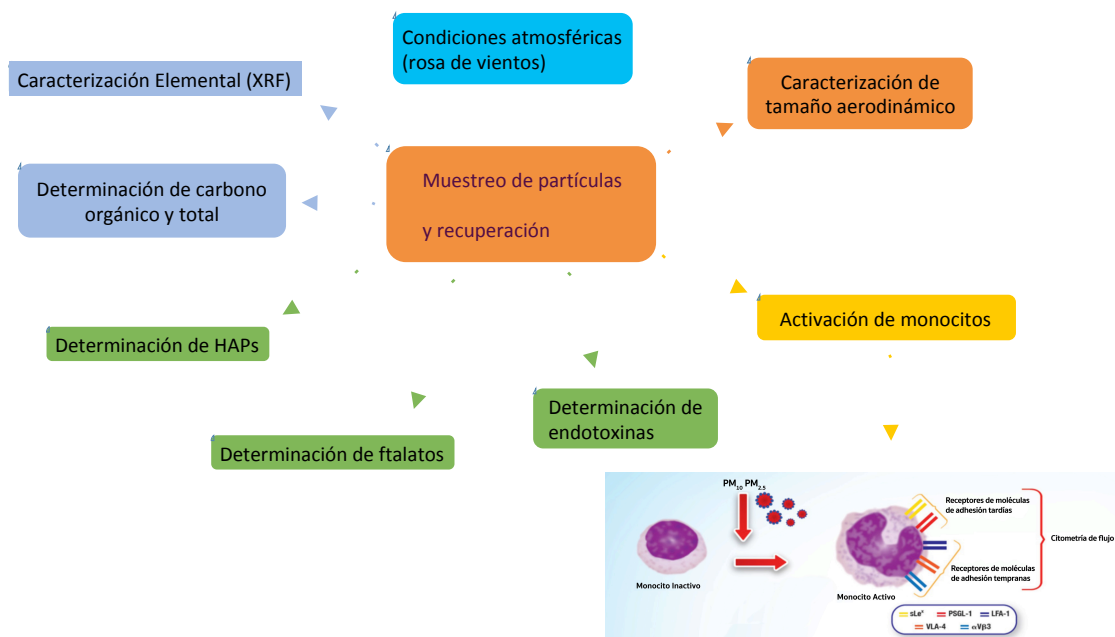 Condiciones atmosféricas
(rosa de vientos)
Caracterización Elemental (XRF)
Caracterización de
tamaño aerodinámico
Muestreo de partículas
y recuperación
Determinación de carbono
orgánico y total
Activación de monocitos
Determinación de HAPs
Determinación de
endotoxinas
Determinación de ftalatos
PM10 PM2.5
Receptores de moléculas
de adhesión tardías
Citometría de flujo
Receptores de moléculas
de adhesión tempranas
Monocito Inactivo
Monocito Activo
sLeˣ PSGL-1 LFA-1
VLA-4 αVβ3